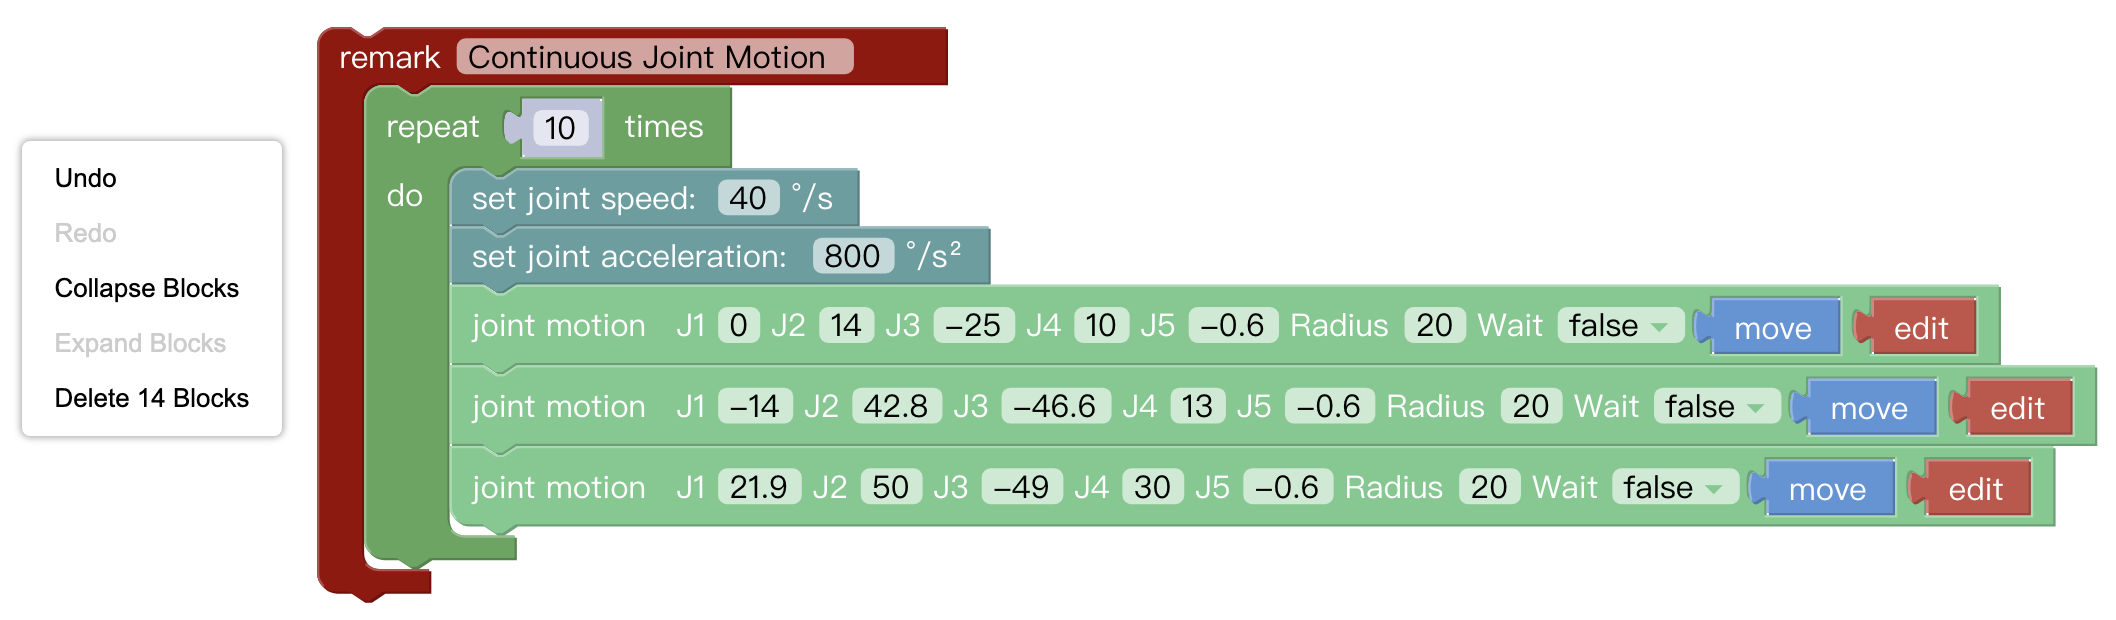 remark Continuous Joint Motion
repeat 10 times
do
set joint speed: 40 °/s
set joint acceleration: 800 °/s²
joint motion J1 0 J2 14 J3 −25 J4 10 J5 −0.6 Radius 20 Wait false move edit
joint motion J1 −14 J2 42.8 J3 −46.6 J4 13 J5 −0.6 Radius 20 Wait false move edit
joint motion J1 21.9 J2 50 J3 −49 J4 30 J5 −0.6 Radius 20 Wait false move edit
Undo
Redo
Collapse Blocks
Expand Blocks
Delete 14 Blocks